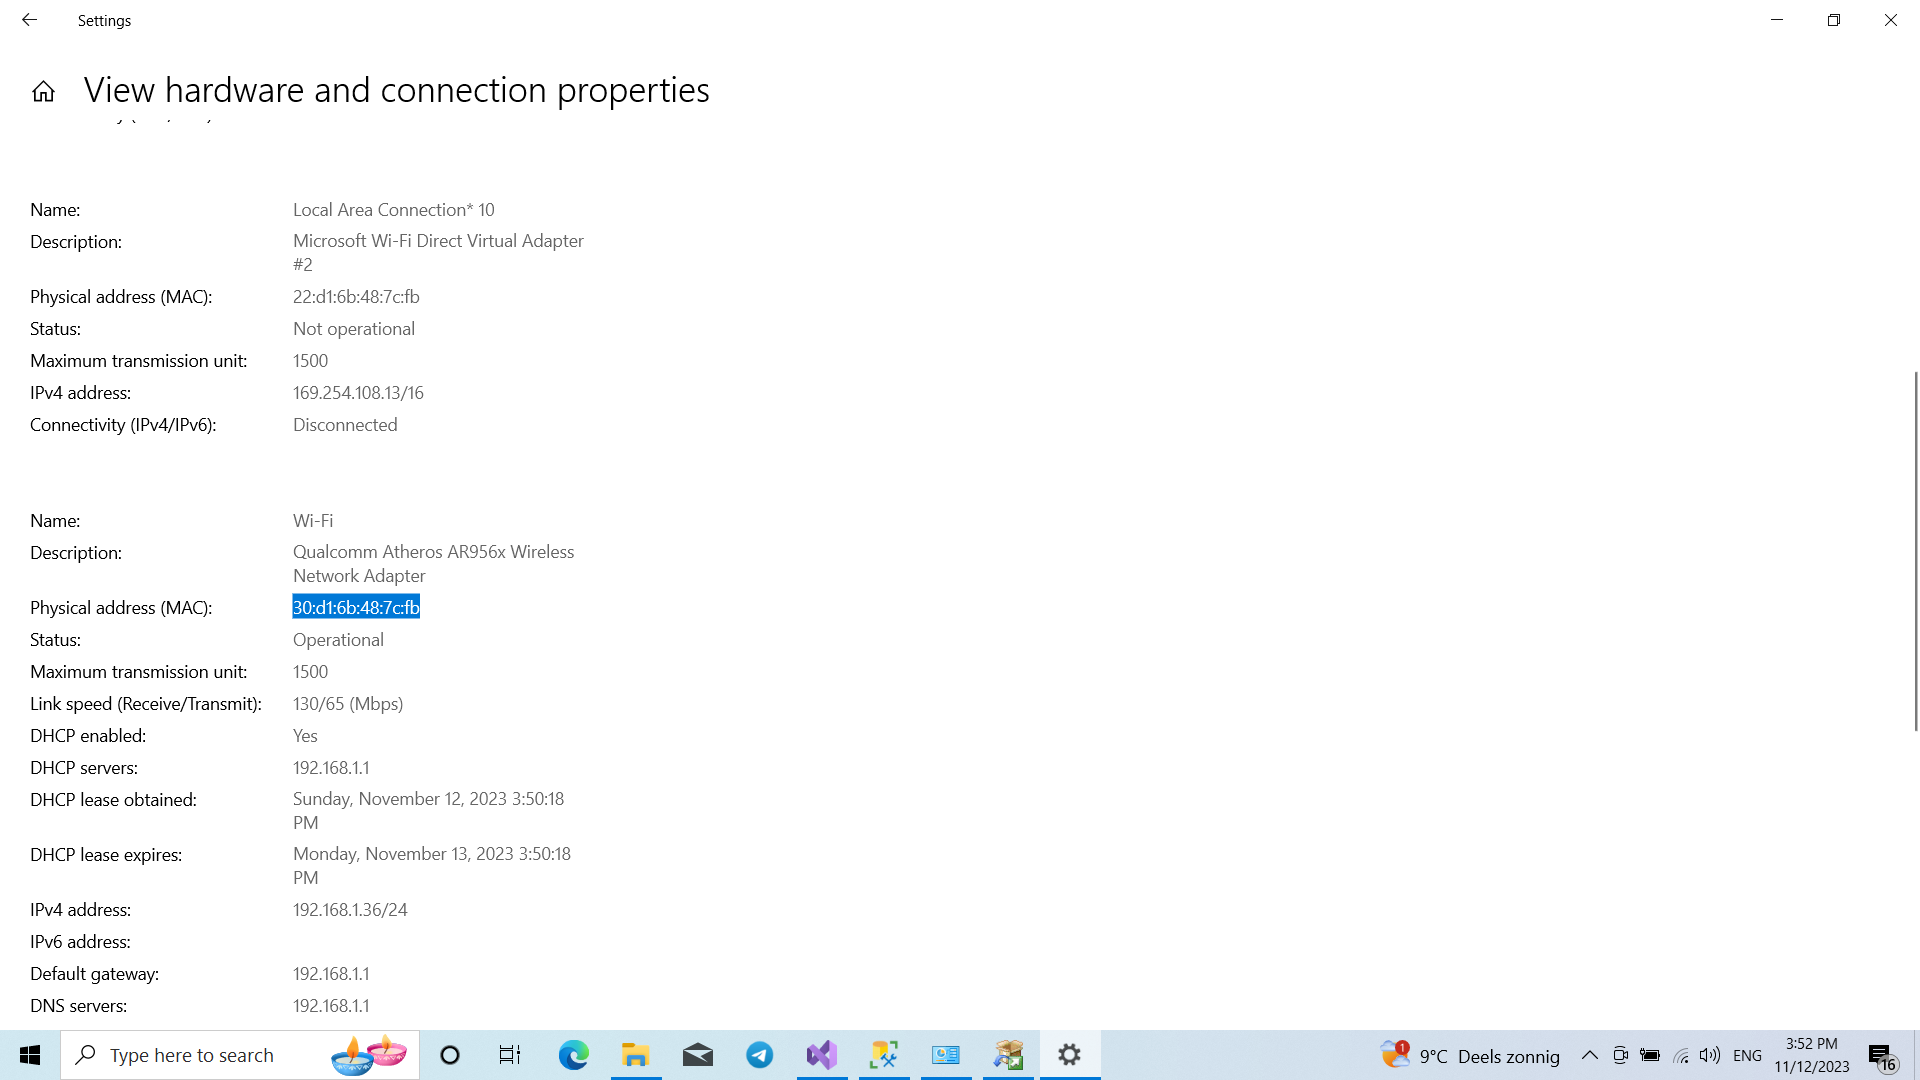 Settings
View hardware and connection properties
Name: Local Area Connection* 10
Description: Microsoft Wi-Fi Direct Virtual Adapter
#2
Physical address (MAC): 22:d1:6b:48:7c:fb
Status: Not operational
Maximum transmission unit: 1500
IPv4 address: 169.254.108.13/16
Connectivity (IPv4/IPv6): Disconnected
Name: Wi-Fi
Description: Qualcomm Atheros AR956x Wireless
Network Adapter
Physical address (MAC): 30:d1:6b:48:7c:fb
Status: Operational
Maximum transmission unit: 1500
Link speed (Receive/Transmit): 130/65 (Mbps)
DHCP enabled: Yes
DHCP servers: 192.168.1.1
DHCP lease obtained: Sunday, November 12, 2023 3:50:18
PM
DHCP lease expires: Monday, November 13, 2023 3:50:18
PM
IPv4 address: 192.168.1.36/24
IPv6 address:
Default gateway: 192.168.1.1
DNS servers: 192.168.1.1
Type here to search
1
9°C Deels zonnig
ENG
3:52 PM
11/12/2023
16